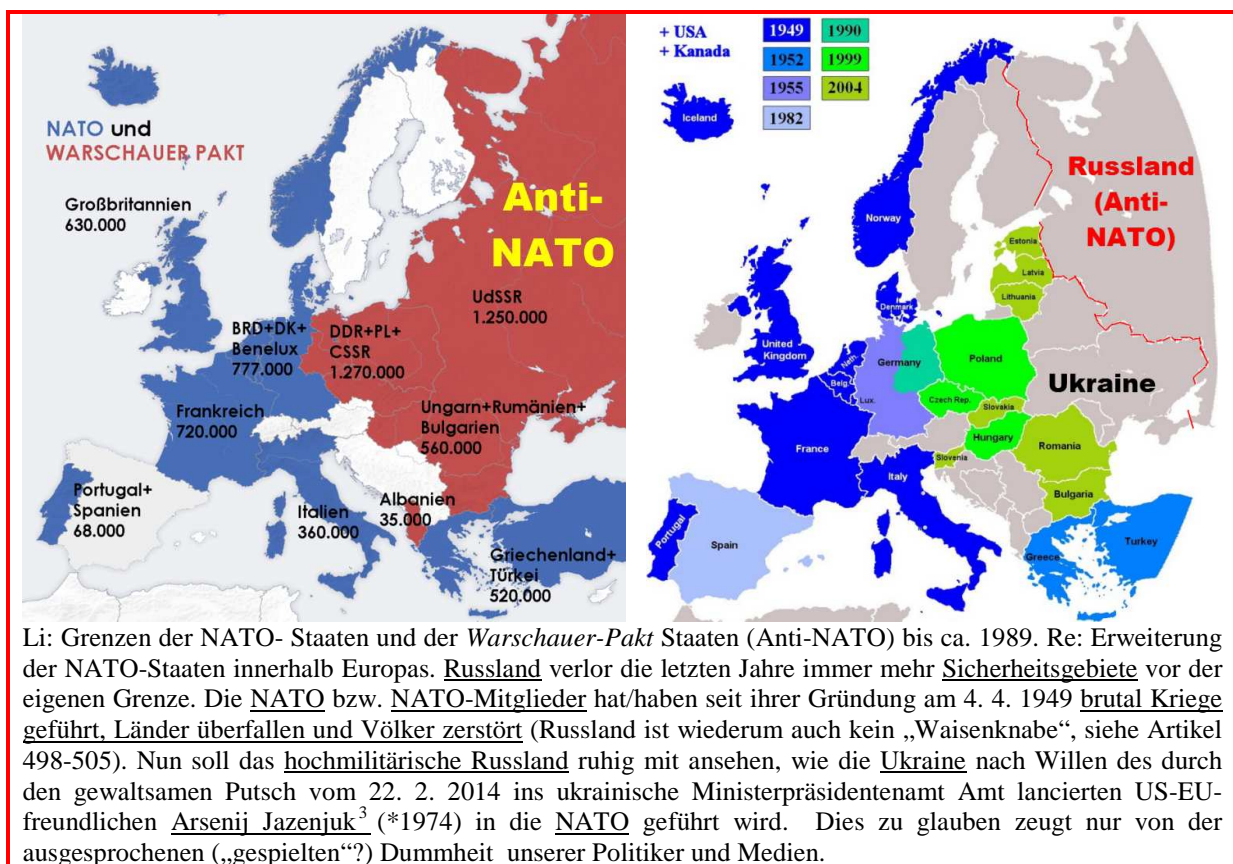 NATO und
WARSCHAUER PAKT
Großbritannien
630.000
Anti-
NATO
UdSSR
1.250.000
BRD+DK+
Benelux
777.000
DDR+PL+
CSSR
1.270.000
Frankreich
720.000
Ungarn+Rumänien+
Bulgarien
560.000
Portugal+
Spanien
68.000
Italien
360.000
Albanien
35.000
Griechenland+
Türkei
520.000
+ USA
+ Kanada
1949
1990
1952
1999
1955
2004
1982
Iceland
Russland
(Anti-
NATO)
Norway
Estonia
Latvia
Lithuania
Denmark
United
Kingdom
Neth.
Belg
Lux.
Germany
Poland
Ukraine
Czech Rep.
Slovakia
Hungary
Romania
France
Slovenia
Italy
Bulgaria
Portugal
Spain
Greece
Turkey
Li: Grenzen der NATO- Staaten und der Warschauer-Pakt Staaten (Anti-NATO) bis ca. 1989. Re: Erweiterung
der NATO-Staaten innerhalb Europas. Russland verlor die letzten Jahre immer mehr Sicherheitsgebiete vor der
eigenen Grenze. Die NATO bzw. NATO-Mitglieder hat/haben seit ihrer Gründung am 4. 4. 1949 brutal Kriege
geführt, Länder überfallen und Völker zerstört (Russland ist wiederum auch kein „Waisenknabe“, siehe Artikel
498-505). Nun soll das hochmilitärische Russland ruhig mit ansehen, wie die Ukraine nach Willen des durch
den gewaltsamen Putsch vom 22. 2. 2014 ins ukrainische Ministerpräsidentenamt Amt lancierten US-EU-
freundlichen Arsenij Jazenjuk³ (*1974) in die NATO geführt wird. Dies zu glauben zeugt nur von der
ausgesprochenen („gespielten“?) Dummheit unserer Politiker und Medien.